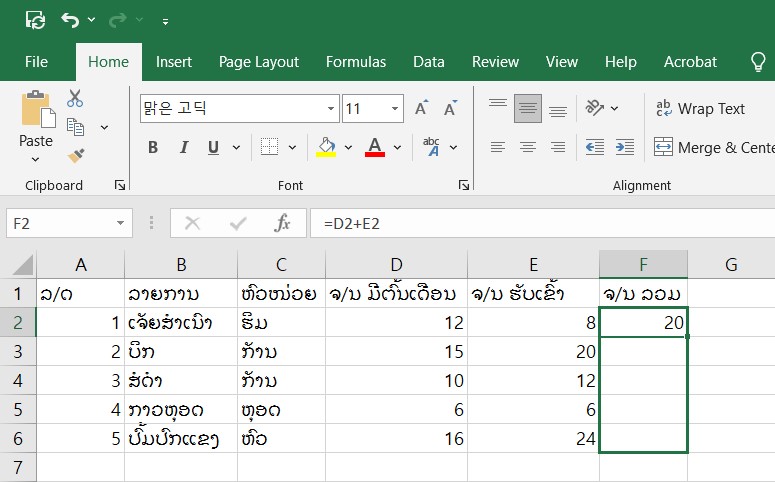 File Home Insert Page Layout Formulas Data Review View Help Acrobat
Paste 맑은 고딕 11 A A ab Wrap Text
B I U A abc Merge & Cente
Clipboard Font Alignment
F2 fx =D2+E2
A B C D E F G
1 ລ/ດ ລາຍການ ຫົວໜ່ວຍ ຈ/ນ ມີຕົ້ນເດືອນ ຈ/ນ ຮັບເຂົ້າ ຈ/ນ ລວມ
2 1 ເຈ້ຍສຳເນົາ ຮິມ 12 8 20
3 2 ບິກ ກ້ານ 15 20
4 3 ສໍດຳ ກ້ານ 10 12
5 4 ກາວຫຼອດ ຫຼອດ 6 6
6 5 ປຶ້ມປົກແຂງ ຫົວ 16 24
7